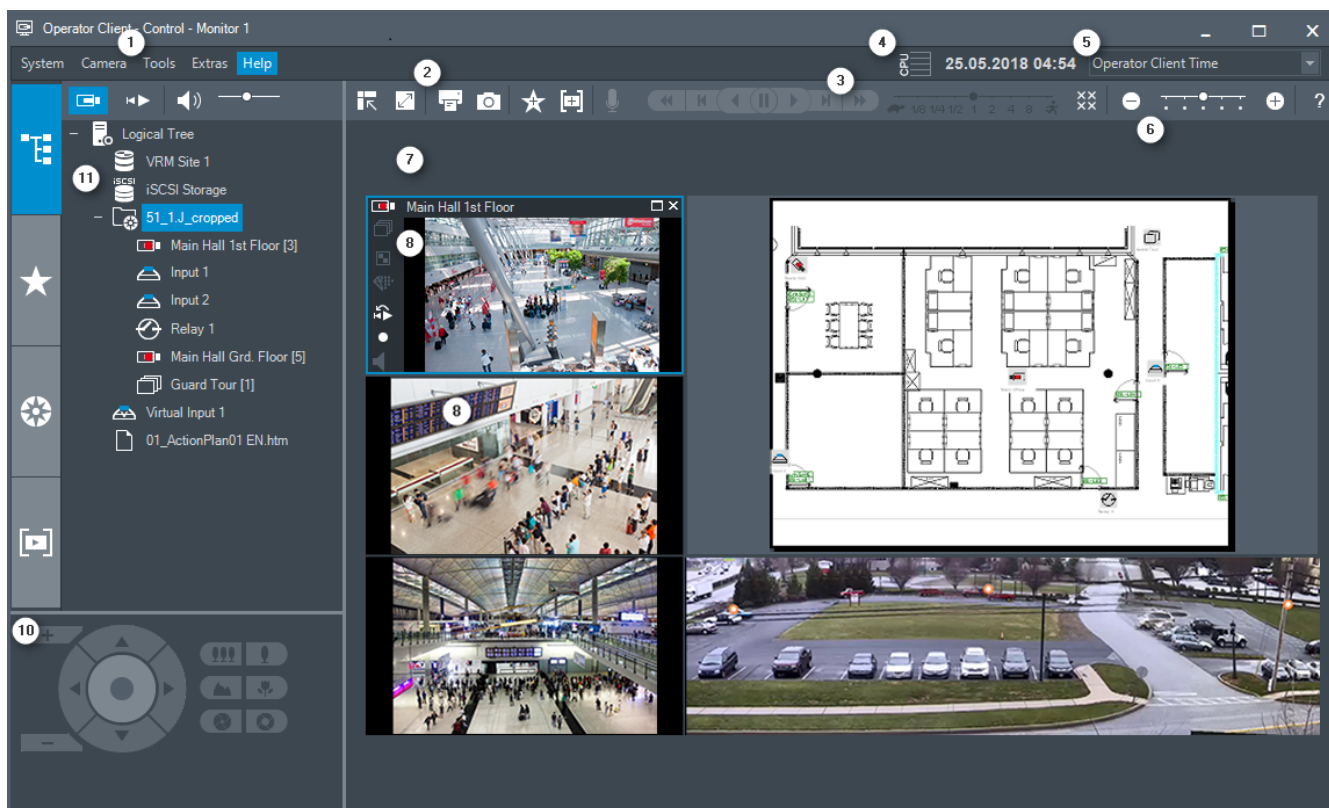 Operator Client - Control - Monitor 1
1
4
5
System Camera Tools Extras Help
CPU
25.05.2018 04:54
Operator Client Time
2
3
1/8 1/4 1/2 1 2 4 8
?
6
Logical Tree
7
VRM Site 1
11
iSCSI
iSCSI Storage
51_1.J_cropped
Main Hall 1st Floor
8
Main Hall 1st Floor [3]
Input 1
Input 2
Relay 1
Main Hall Grd. Floor [5]
Guard Tour [1]
8
Virtual Input 1
01_ActionPlan01 EN.htm
Relay 1
10